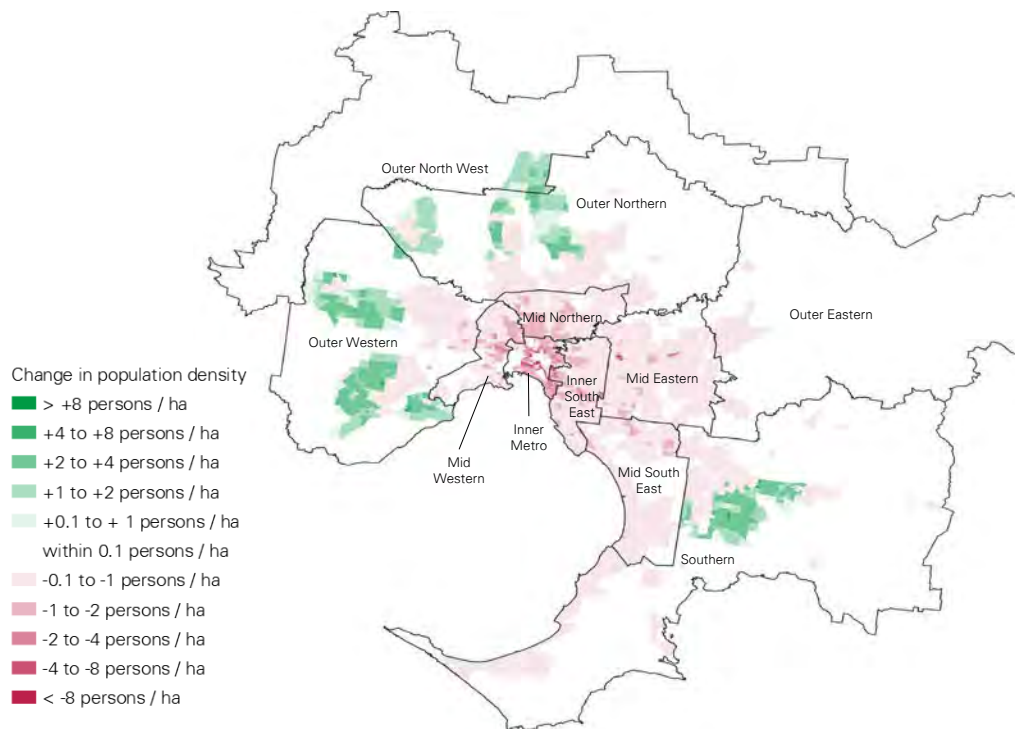 Outer North West
Outer Northern
Mid Northern
Outer Eastern
Outer Western
Mid Eastern
Inner
South
East
Inner
Metro
Mid
Western
Mid South
East
Southern
Change in population density
> +8 persons / ha
+4 to +8 persons / ha
+2 to +4 persons / ha
+1 to +2 persons / ha
+0.1 to + 1 persons / ha
within 0.1 persons / ha
-0.1 to -1 persons / ha
-1 to -2 persons / ha
-2 to -4 persons / ha
-4 to -8 persons / ha
< -8 persons / ha